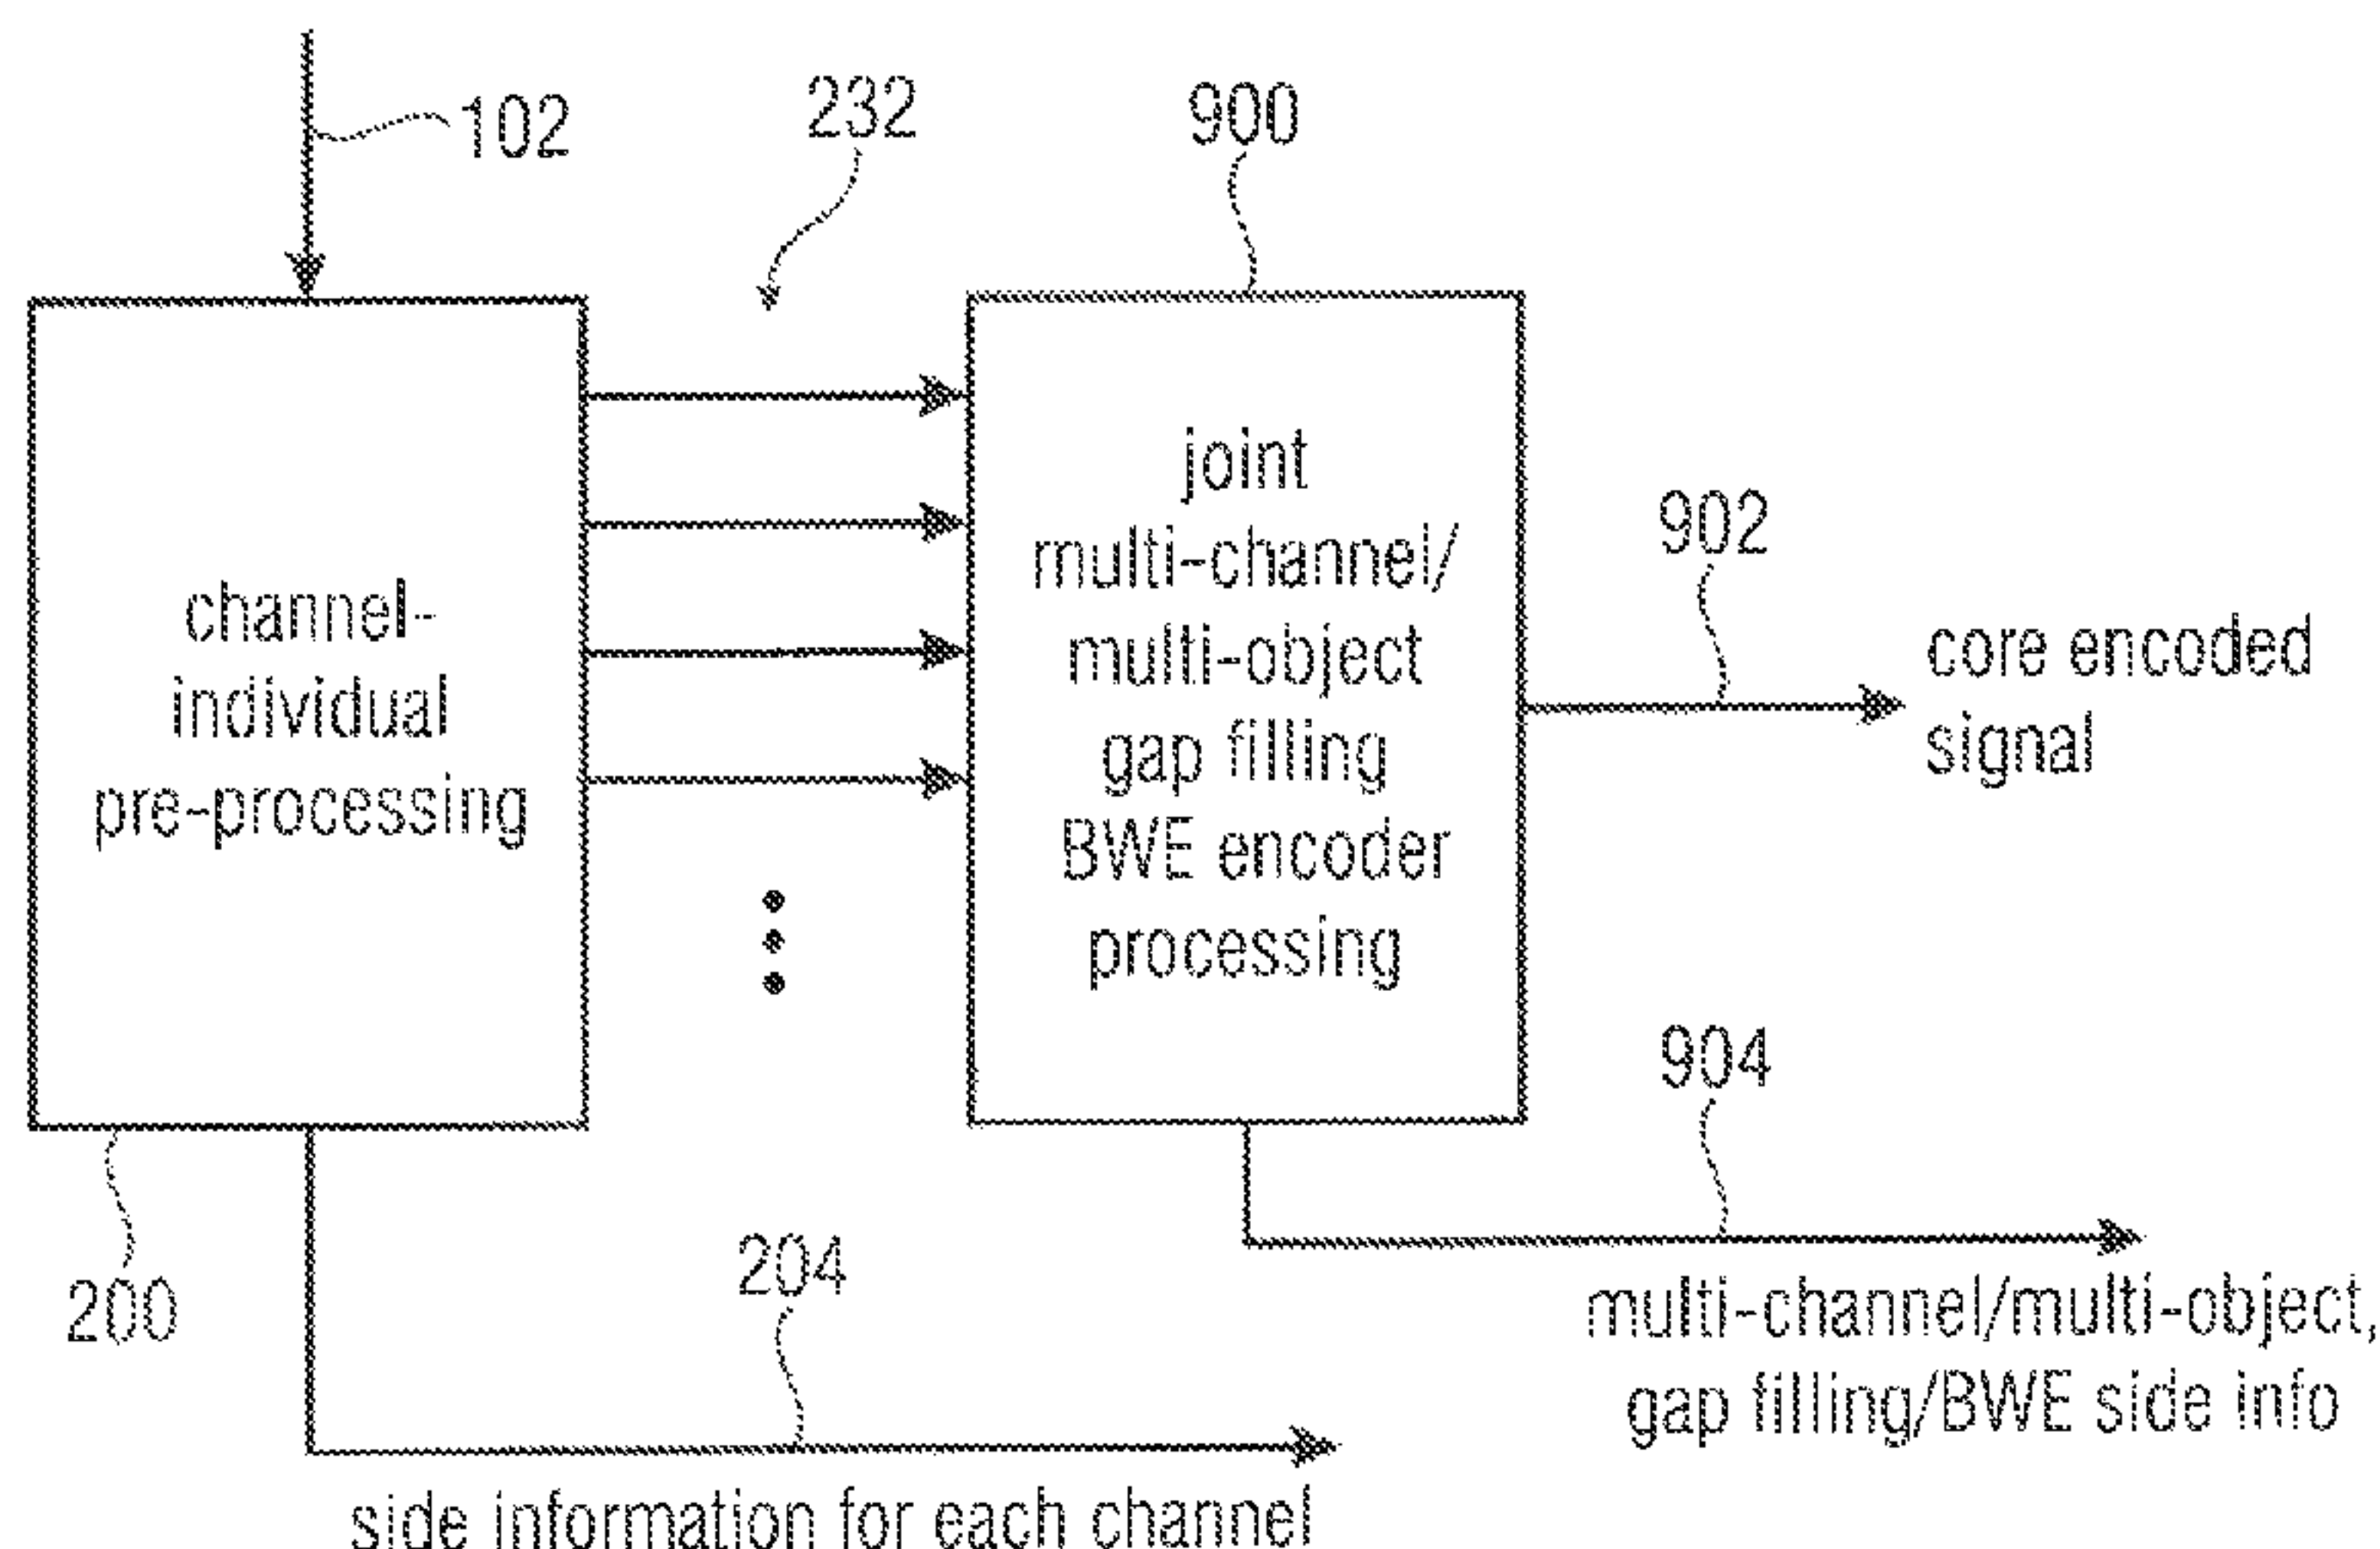 102
232
900
channel-
individual
pre-processing
joint
multi-channel/
multi-object
gap filling
BWE encoder
processing
902
core encoded
signal
904
multi-channel/multi-object,
gap filling/BWE side info
200
204
side information for each channel